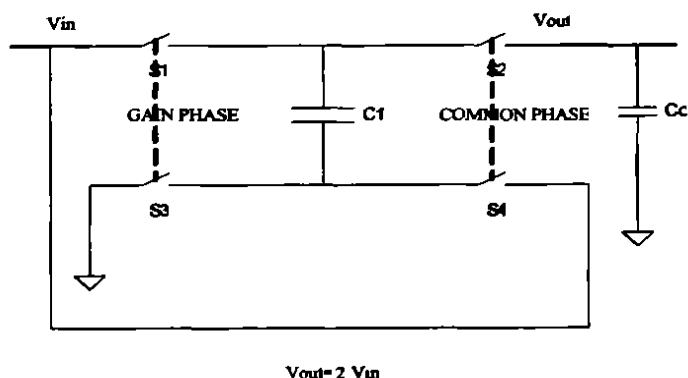 Vin
Vout
S1
S2
GAIN PHASE
C1
COMMON PHASE
Cc
S3
S4
Vout= 2 Vin